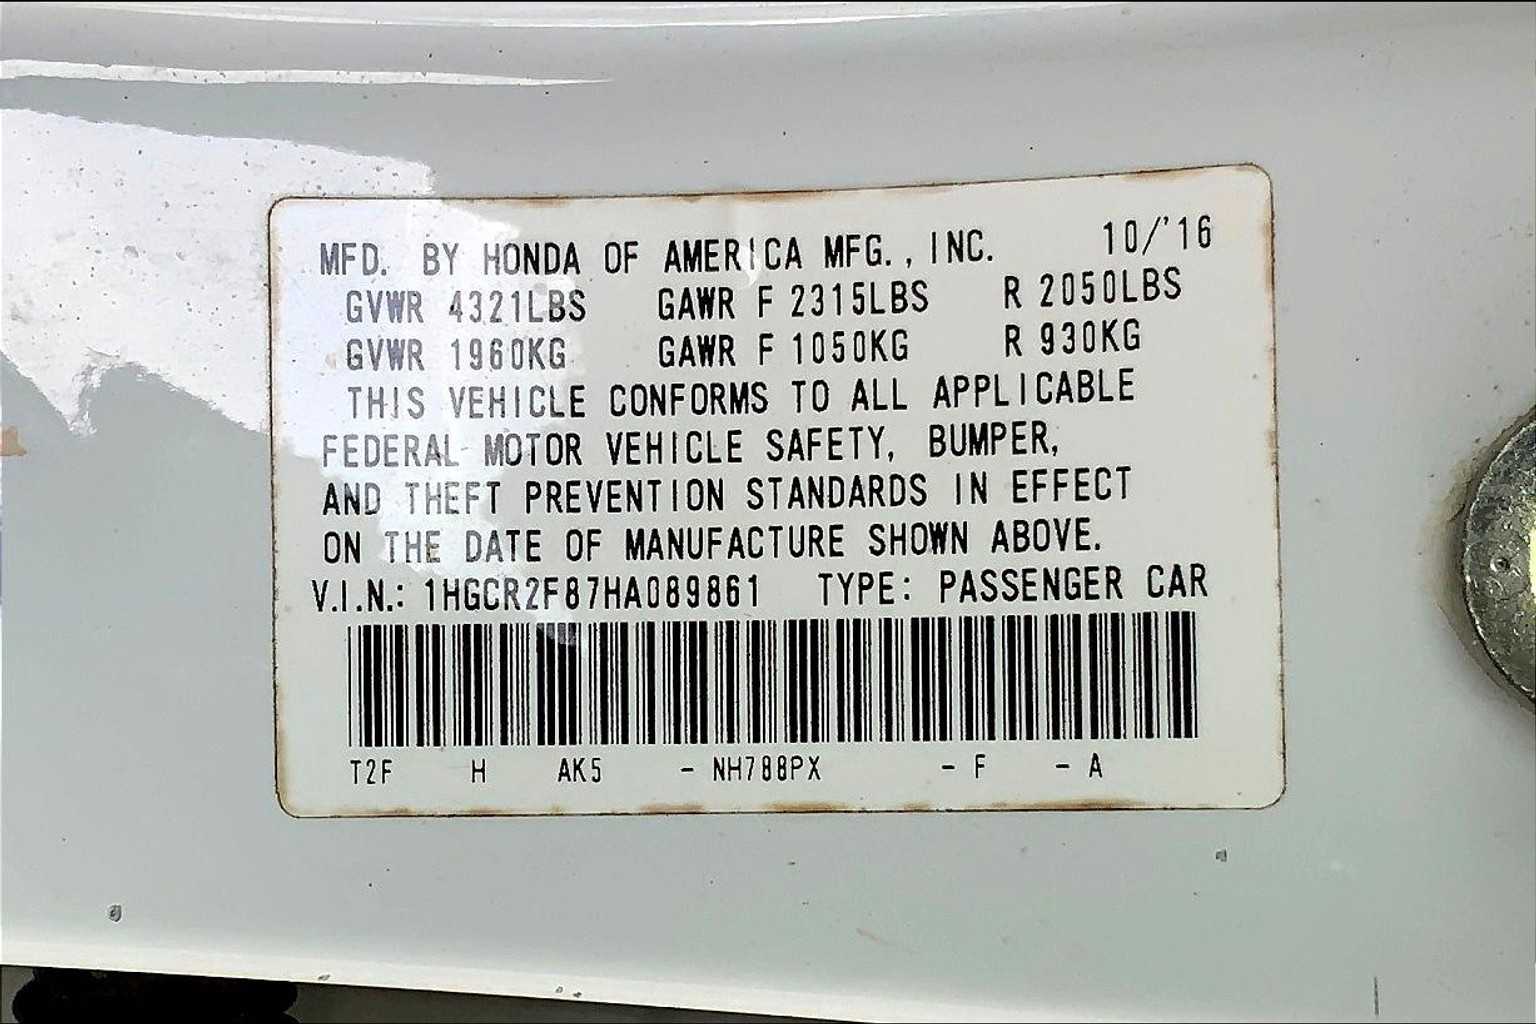 MFD. BY HONDA OF AMERICA MFG., INC. 10/'16
GVWR 4321LBS GAWR F 2315LBS R 2050LBS
GVWR 1960KG GAWR F 1050KG R 930KG
THIS VEHICLE CONFORMS TO ALL APPLICABLE
FEDERAL MOTOR VEHICLE SAFETY, BUMPER,
AND THEFT PREVENTION STANDARDS IN EFFECT
ON THE DATE OF MANUFACTURE SHOWN ABOVE.
V.I.N.: 1HGCR2F87HA089861 TYPE: PASSENGER CAR
T2F H AK5 - NH788PX - F - A